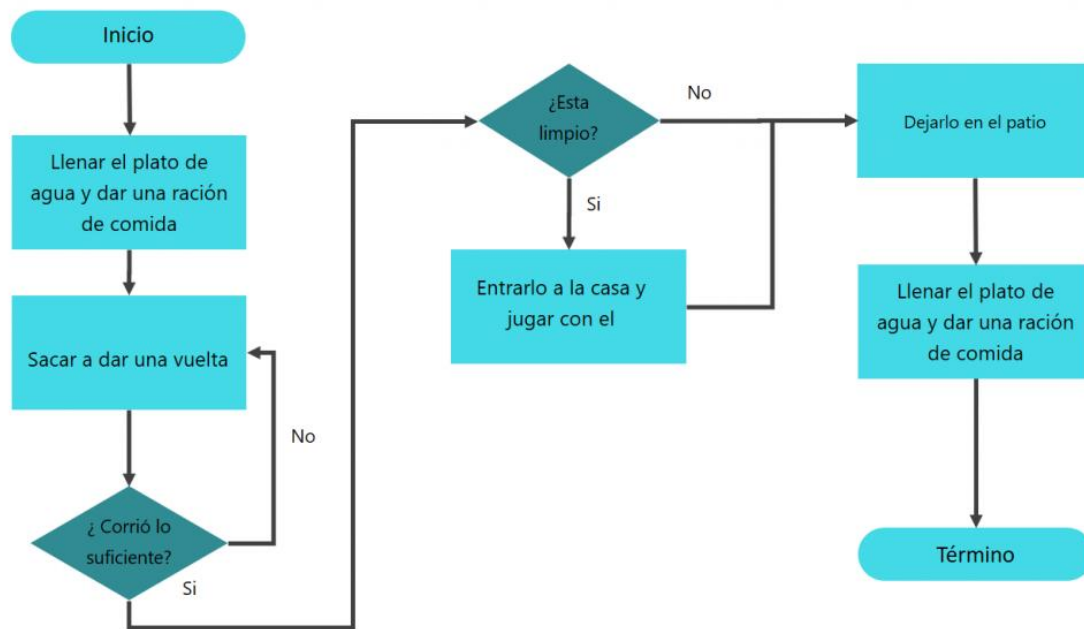 Inicio
Llenar el plato de
agua y dar una ración
de comida
Sacar a dar una vuelta
No
¿ Corrió lo
suficiente?
Si
¿Esta
limpio?
No
Si
Entrarlo a la casa y
jugar con el
Dejarlo en el patio
Llenar el plato de
agua y dar una ración
de comida
Término